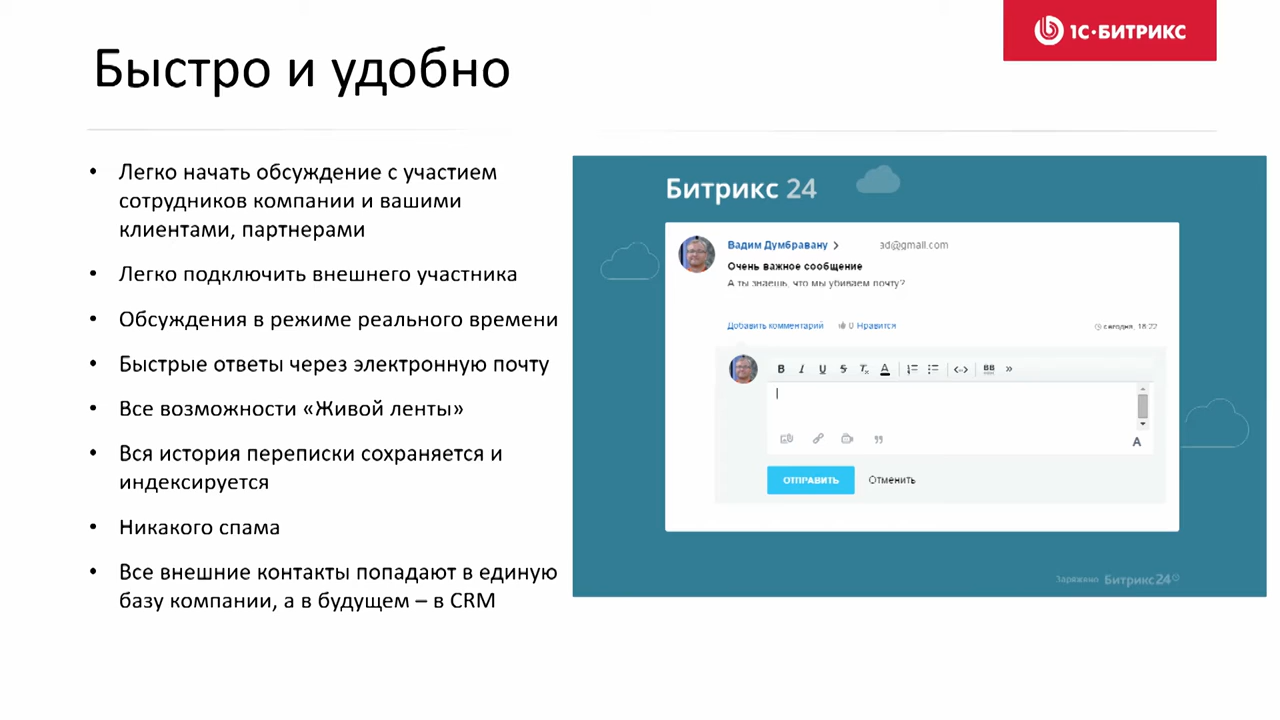 1С·БИТРИКС
Быстро и удобно
• Легко начать обсуждение с участием
сотрудников компании и вашими
клиентами, партнерами
• Легко подключить внешнего участника
• Обсуждения в режиме реального времени
• Быстрые ответы через электронную почту
• Все возможности «Живой ленты»
• Вся история переписки сохраняется и
индексируется
• Никакого спама
• Все внешние контакты попадают в единую
базу компании, а в будущем – в CRM
Битрикс 24
Вадим Думбравану > ad@gmail.com
Очень важное сообщение
А ты знаешь, что мы убиваем почту?
Добавить комментарий 0 Нравится сегодня,
B I U S Tx A BB »
A
ОТПРАВИТЬ Отменить
Заряжено Битрикс24